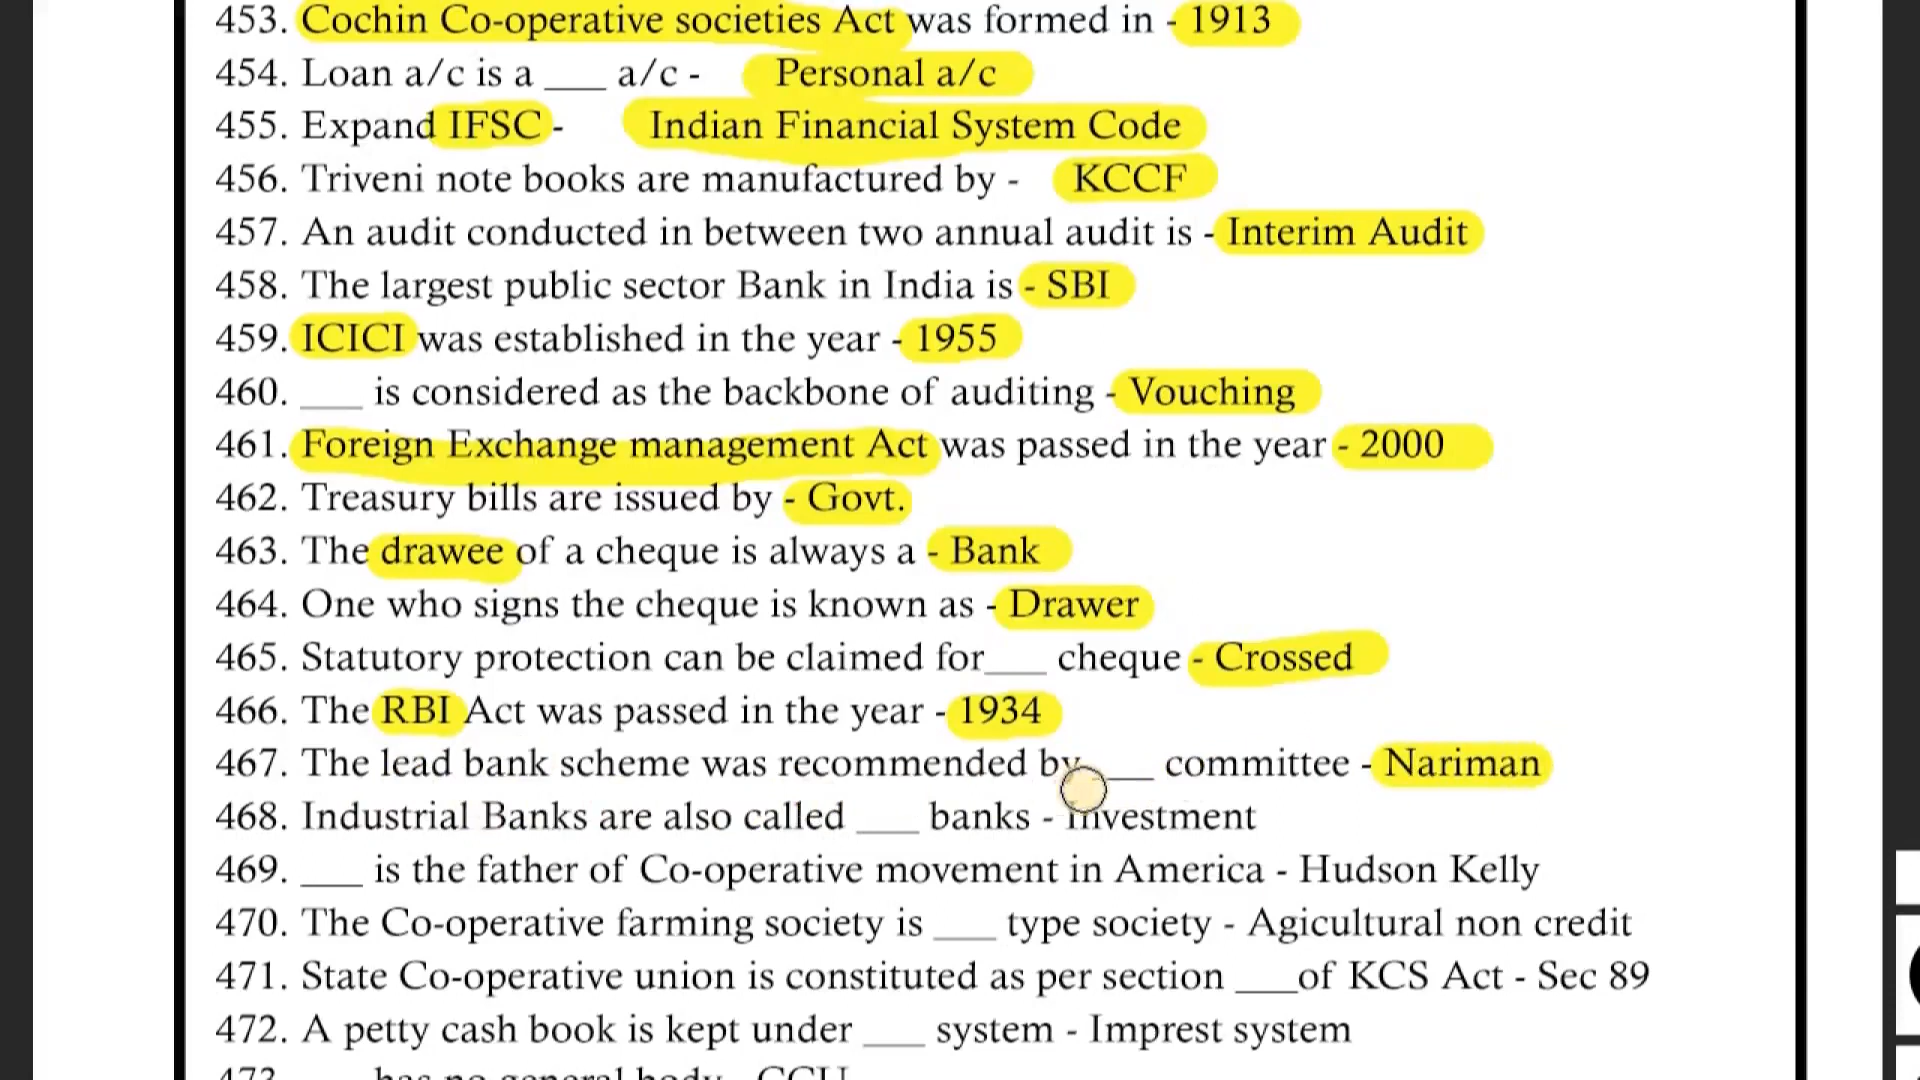 453. Cochin Co-operative societies Act was formed in - 1913
454. Loan a/c is a ___ a/c - Personal a/c
455. Expand IFSC - Indian Financial System Code
456. Triveni note books are manufactured by - KCCF
457. An audit conducted in between two annual audit is - Interim Audit
458. The largest public sector Bank in India is - SBI
459. ICICI was established in the year - 1955
460. ___ is considered as the backbone of auditing - Vouching
461. Foreign Exchange management Act was passed in the year - 2000
462. Treasury bills are issued by - Govt.
463. The drawee of a cheque is always a - Bank
464. One who signs the cheque is known as - Drawer
465. Statutory protection can be claimed for___ cheque - Crossed
466. The RBI Act was passed in the year - 1934
467. The lead bank scheme was recommended by ___ committee - Nariman
468. Industrial Banks are also called ___ banks - Investment
469. ___ is the father of Co-operative movement in America - Hudson Kelly
470. The Co-operative farming society is ___ type society - Agicultural non credit
471. State Co-operative union is constituted as per section ___of KCS Act - Sec 89
472. A petty cash book is kept under ___ system - Imprest system
473. ___ has no general body - CCU